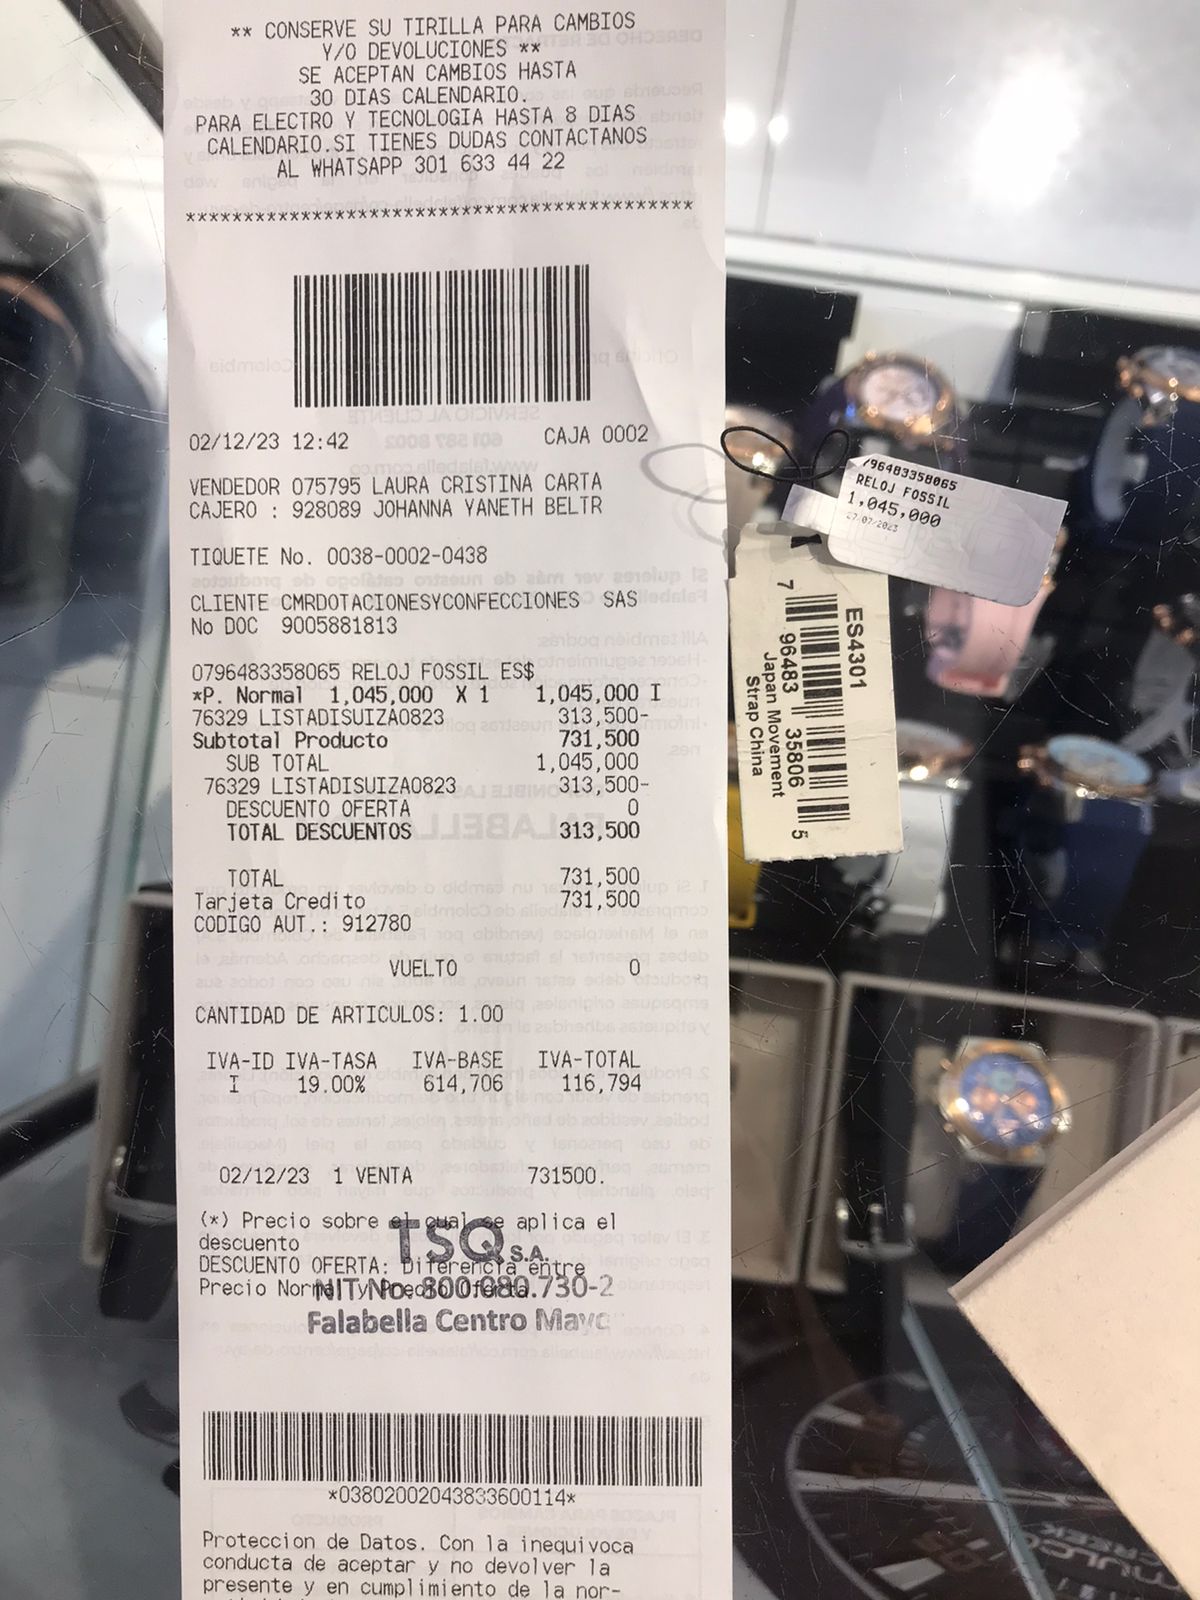 ** CONSERVE SU TIRILLA PARA CAMBIOS
Y/O DEVOLUCIONES **
SE ACEPTAN CAMBIOS HASTA
30 DIAS CALENDARIO.
PARA ELECTRO Y TECNOLOGIA HASTA 8 DIAS
CALENDARIO.SI TIENES DUDAS CONTACTANOS
AL WHATSAPP 301 633 44 22
********************************************
02/12/23 12:42 CAJA 0002
VENDEDOR 075795 LAURA CRISTINA CARTA
CAJERO : 928089 JOHANNA YANETH BELTR
TIQUETE No. 0038-0002-0438
CLIENTE CMRDOTACIONESYCONFECCIONES SAS
No DOC 9005881813
0796483358065 RELOJ FOSSIL ES$
*P. Normal 1,045,000 X 1 1,045,000 I
76329 LISTADISUIZA0823 313,500-
Subtotal Producto 731,500
SUB TOTAL 1,045,000
76329 LISTADISUIZA0823 313,500-
DESCUENTO OFERTA 0
TOTAL DESCUENTOS 313,500
TOTAL 731,500
Tarjeta Credito 731,500
CODIGO AUT.: 912780
VUELTO 0
CANTIDAD DE ARTICULOS: 1.00
IVA-ID IVA-TASA IVA-BASE IVA-TOTAL
I 19.00% 614,706 116,794
02/12/23 1 VENTA 731500.
(*) Precio sobre el cual se aplica el
descuento
DESCUENTO OFERTA: Diferencia entre
Precio Normal y Precio Oferta
TSQ S.A.
NIT No. 800.080.730-2
Falabella Centro Mayo
*03802002043833600114*
Proteccion de Datos. Con la inequivoca
conducta de aceptar y no devolver la
presente y en cumplimiento de la nor-
796483358065
RELOJ FOSSIL
1,045,000
27/07/2023
ES4301
7 96483 35806 5
Japan Movement
Strap China